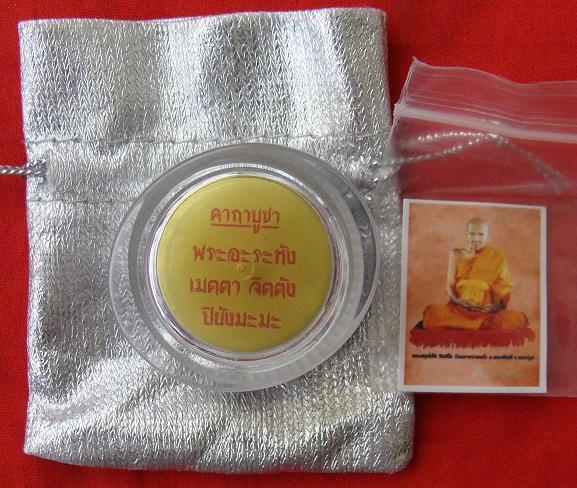 คาถาบูชา
พระอะระหัง
เมตตา จิตตัง
ปิยังมะมะ